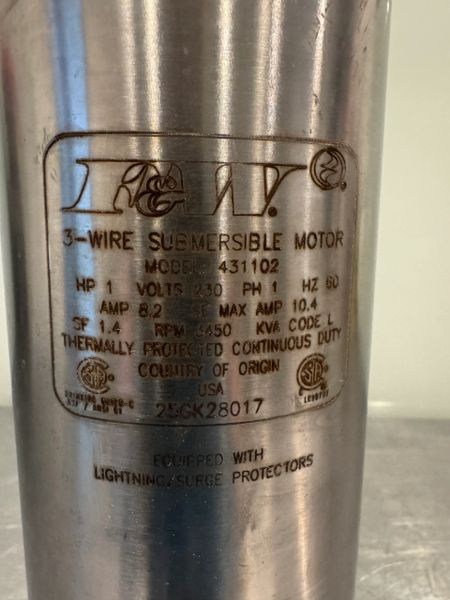 F&W.
3-WIRE SUBMERSIBLE MOTOR
MODEL 431102
HP 1 VOLTS 230 PH 1 HZ 60
AMP 8.2 SF MAX AMP 10.4
SF 1.4 RPM 3450 KVA CODE L
THERMALLY PROTECTED CONTINUOUS DUTY
COUNTRY OF ORIGIN
USA
25GK28017
EQUIPPED WITH
LIGHTNING/SURGE PROTECTORS